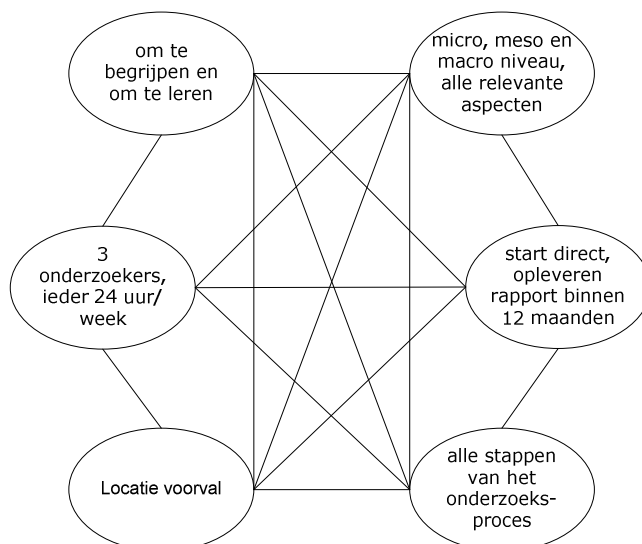 om te
begrijpen en
om te leren
micro, meso en
macro niveau,
alle relevante
aspecten
3
onderzoekers,
ieder 24 uur/
week
start direct,
opleveren
rapport binnen
12 maanden
Locatie voorval
alle stappen
van het
onderzoeks-
proces